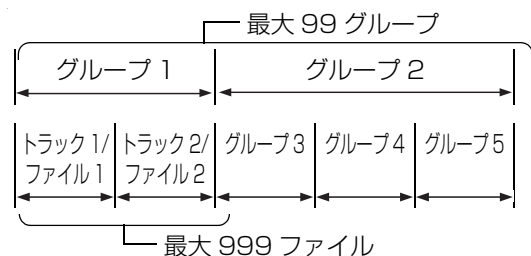 最大 99 グループ
グループ 1
グループ 2
トラック 1/
ファイル 1
トラック 2/
ファイル 2
グループ 3
グループ 4
グループ 5
最大 999 ファイル